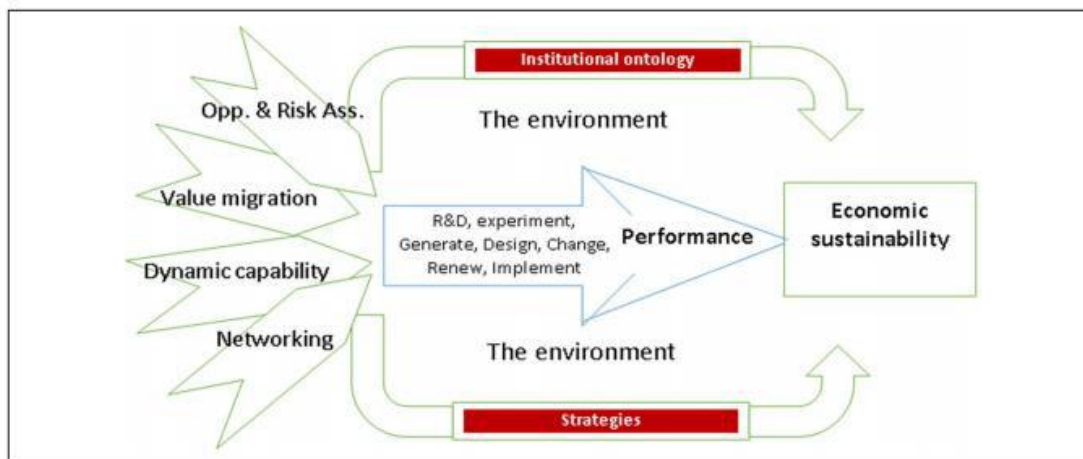 Institutional ontology
Opp. & Risk Ass.
The environment
Value migration
R&D, experiment,
Generate, Design, Change,
Renew, Implement
Performance
Economic
sustainability
Dynamic capability
Networking
The environment
Strategies